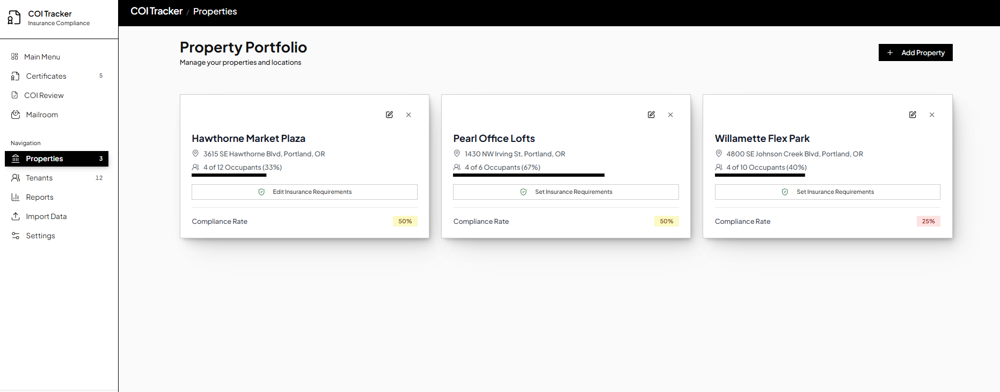 COI Tracker
Insurance Compliance
Main Menu
Certificates 5
COI Review
Mailroom
Navigation
Properties 3
Tenants 12
Reports
Import Data
Settings
COI Tracker / Properties
Property Portfolio
Manage your properties and locations
+ Add Property
Hawthorne Market Plaza
3615 SE Hawthorne Blvd, Portland, OR
4 of 12 Occupants (33%)
Edit Insurance Requirements
Compliance Rate 50%
Pearl Office Lofts
1430 NW Irving St, Portland, OR
4 of 6 Occupants (67%)
Set Insurance Requirements
Compliance Rate 50%
Willamette Flex Park
4800 SE Johnson Creek Blvd, Portland, OR
4 of 10 Occupants (40%)
Set Insurance Requirements
Compliance Rate 25%